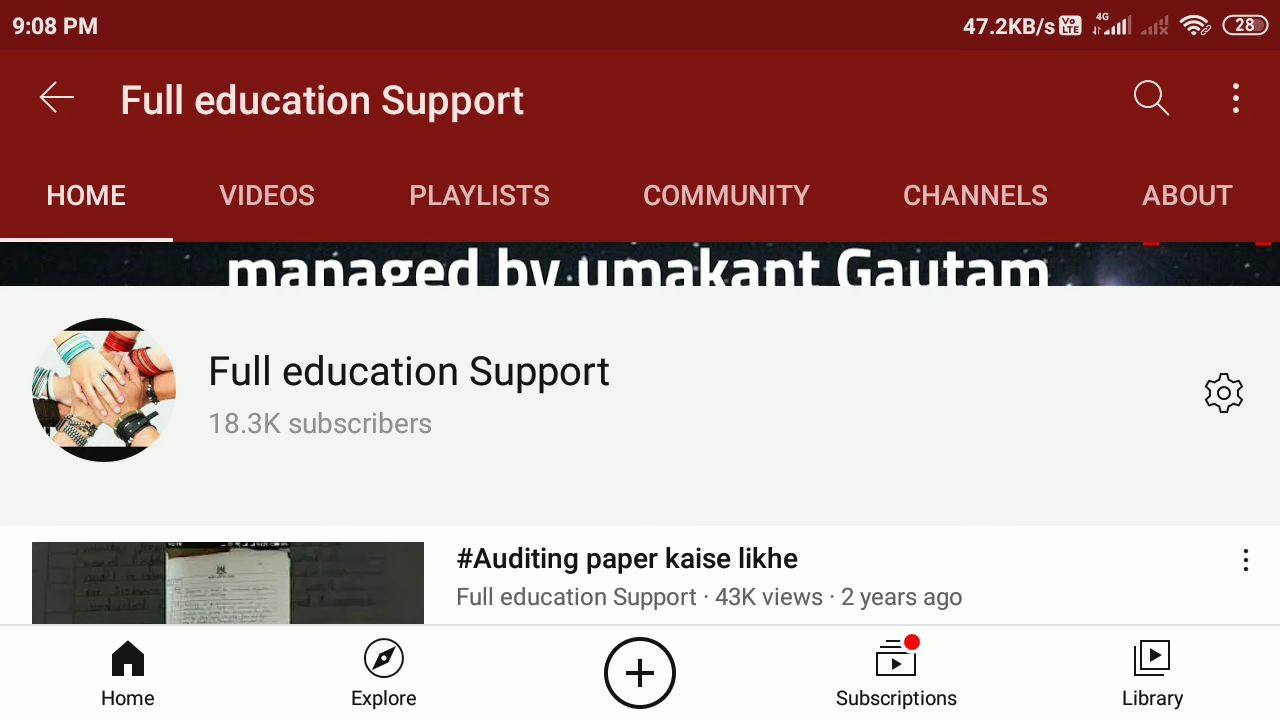 9:08 PM 47.2KB/s Vo LTE 4G 28
Full education Support
HOME VIDEOS PLAYLISTS COMMUNITY CHANNELS ABOUT
managed by umakant Gautam
Full education Support
18.3K subscribers
#Auditing paper kaise likhe
Full education Support · 43K views · 2 years ago
Home Explore Subscriptions Library